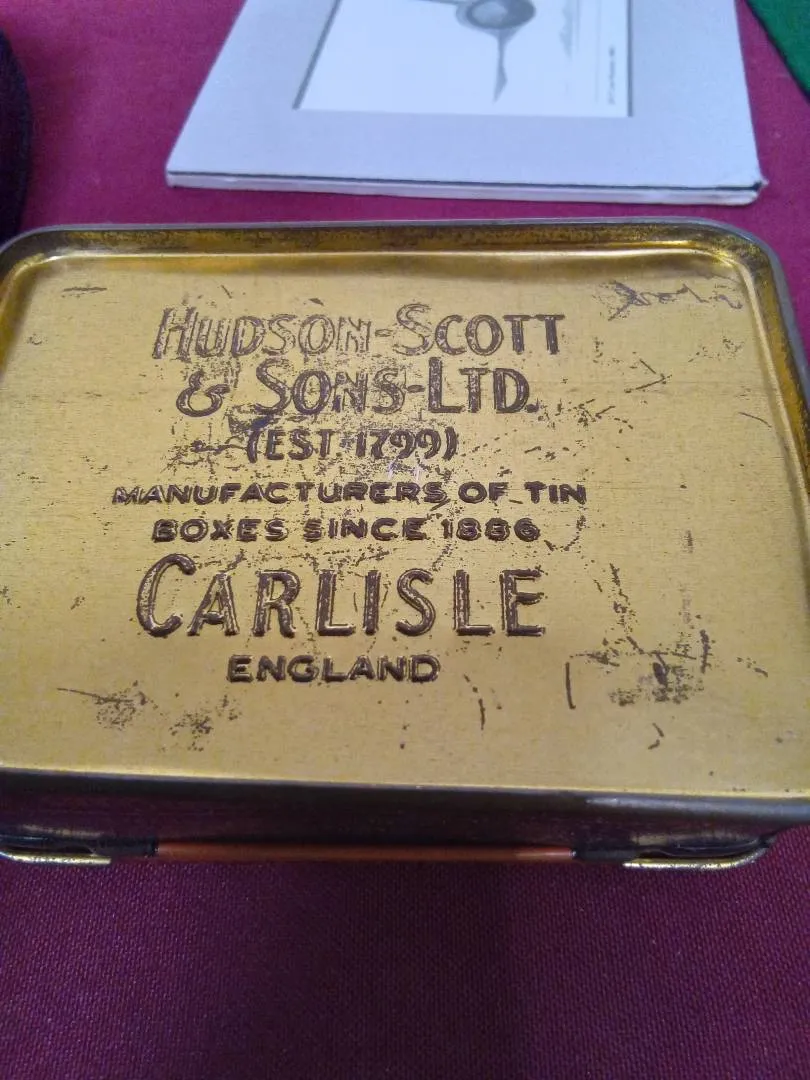 HUDSON-SCOTT
& SONS-LTD.
(EST. 1799)
MANUFACTURERS OF TIN
BOXES SINCE 1886
CARLISLE
ENGLAND